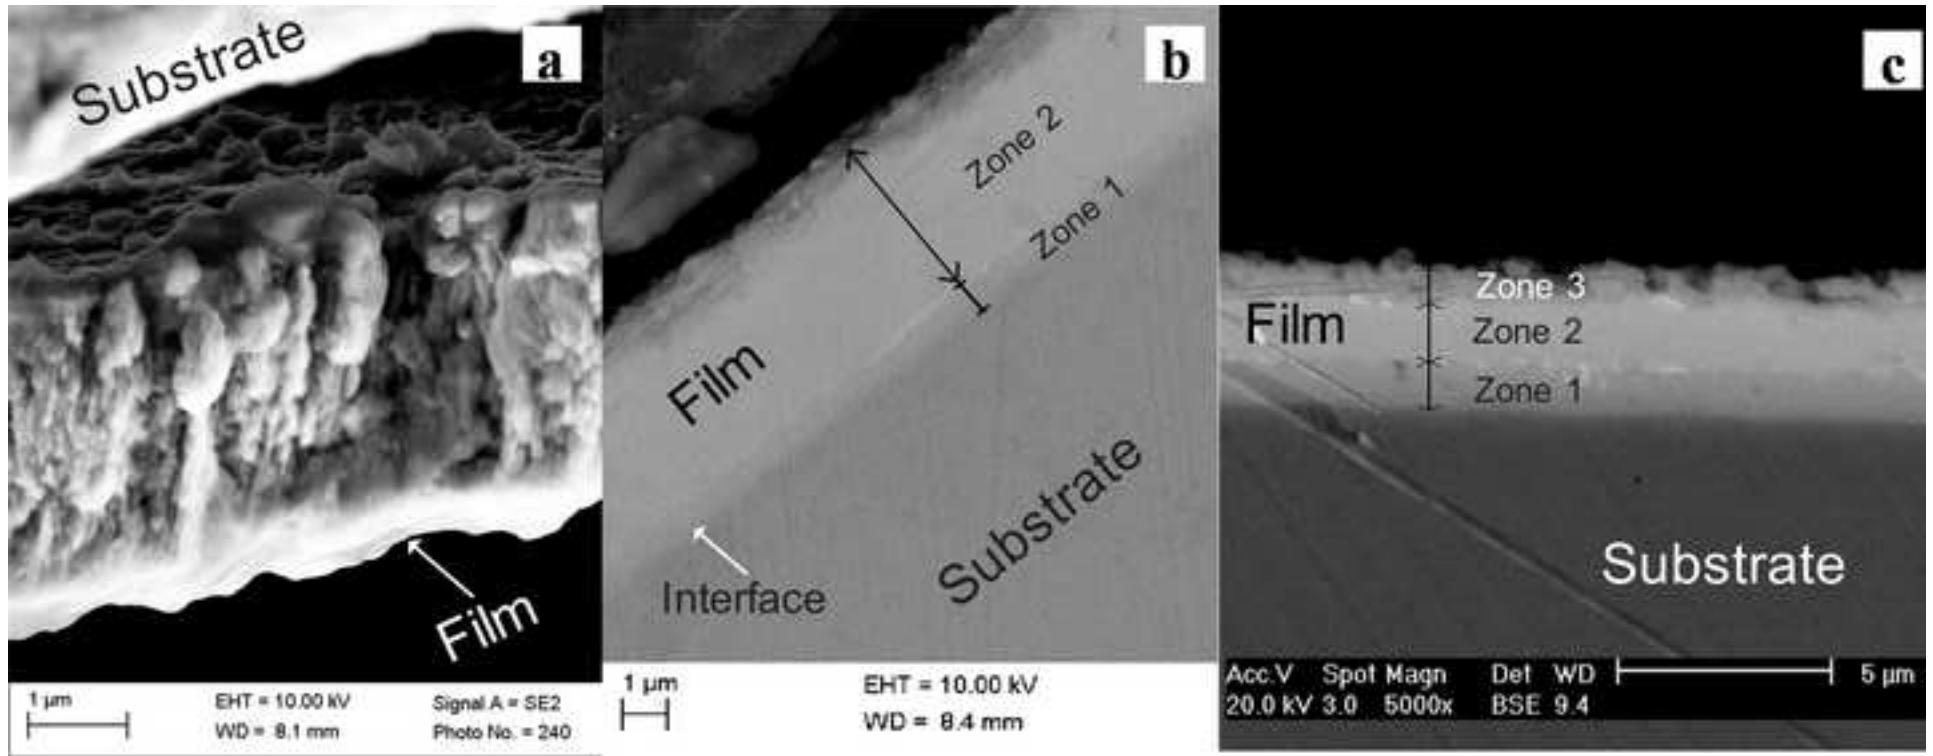 Substrate
a
Film
1 µm
EHT = 10.00 kV
Signal A = SE2
WD = 8.1 mm
Photo No. = 240
b
Zone 2
Zone 1
Film
Substrate
Interface
1 µm
EHT = 10.00 kV
WD = 8.4 mm
c
Zone 3
Film
Zone 2
Zone 1
Substrate
Acc.V Spot Magn Det WD 5 µm
20.0 kV 3.0 5000x BSE 9.4